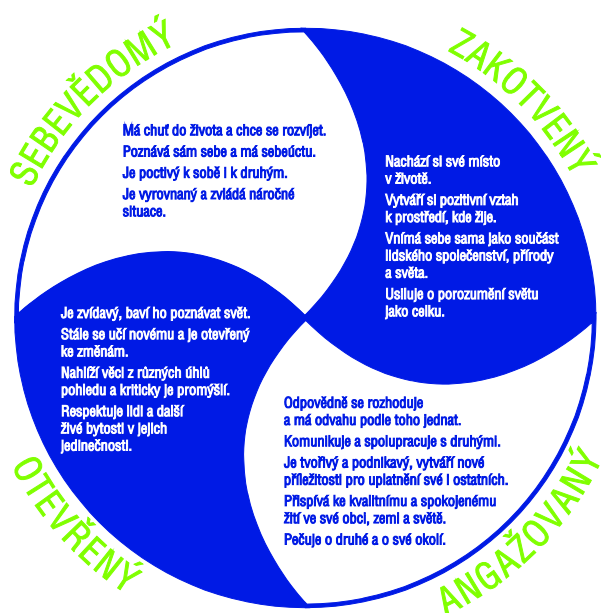 SEBEVĚDOMÝ
Má chuť do života a chce se rozvíjet.
Poznává sám sebe a má sebeúctu.
Je poctivý k sobě i k druhým.
Je vyrovnaný a zvládá náročné
situace.
ZAKOTVENÝ
Nachází si své místo
v životě.
Vytváří si pozitivní vztah
k prostředí, kde žije.
Vnímá sebe sama jako součást
lidského společenství, přírody
a světa.
Usiluje o porozumění světu
jako celku.
Je zvídavý, baví ho poznávat svět.
Stále se učí novému a je otevřený
ke změnám.
Nahlíží věci z různých úhlů
pohledu a kriticky je promýšlí.
Respektuje lidi a další
živé bytosti v jejich
jedinečnosti.
OTEVŘENÝ
Odpovědně se rozhoduje
a má odvahu podle toho jednat.
Komunikuje a spolupracuje s druhými.
Je tvořivý a podnikavý, vytváří nové
příležitosti pro uplatnění své i ostatních.
Přispívá ke kvalitnímu a spokojenému
žití ve své obci, zemi a světě.
Pečuje o druhé a o své okolí.
ANGAŽOVANÝ